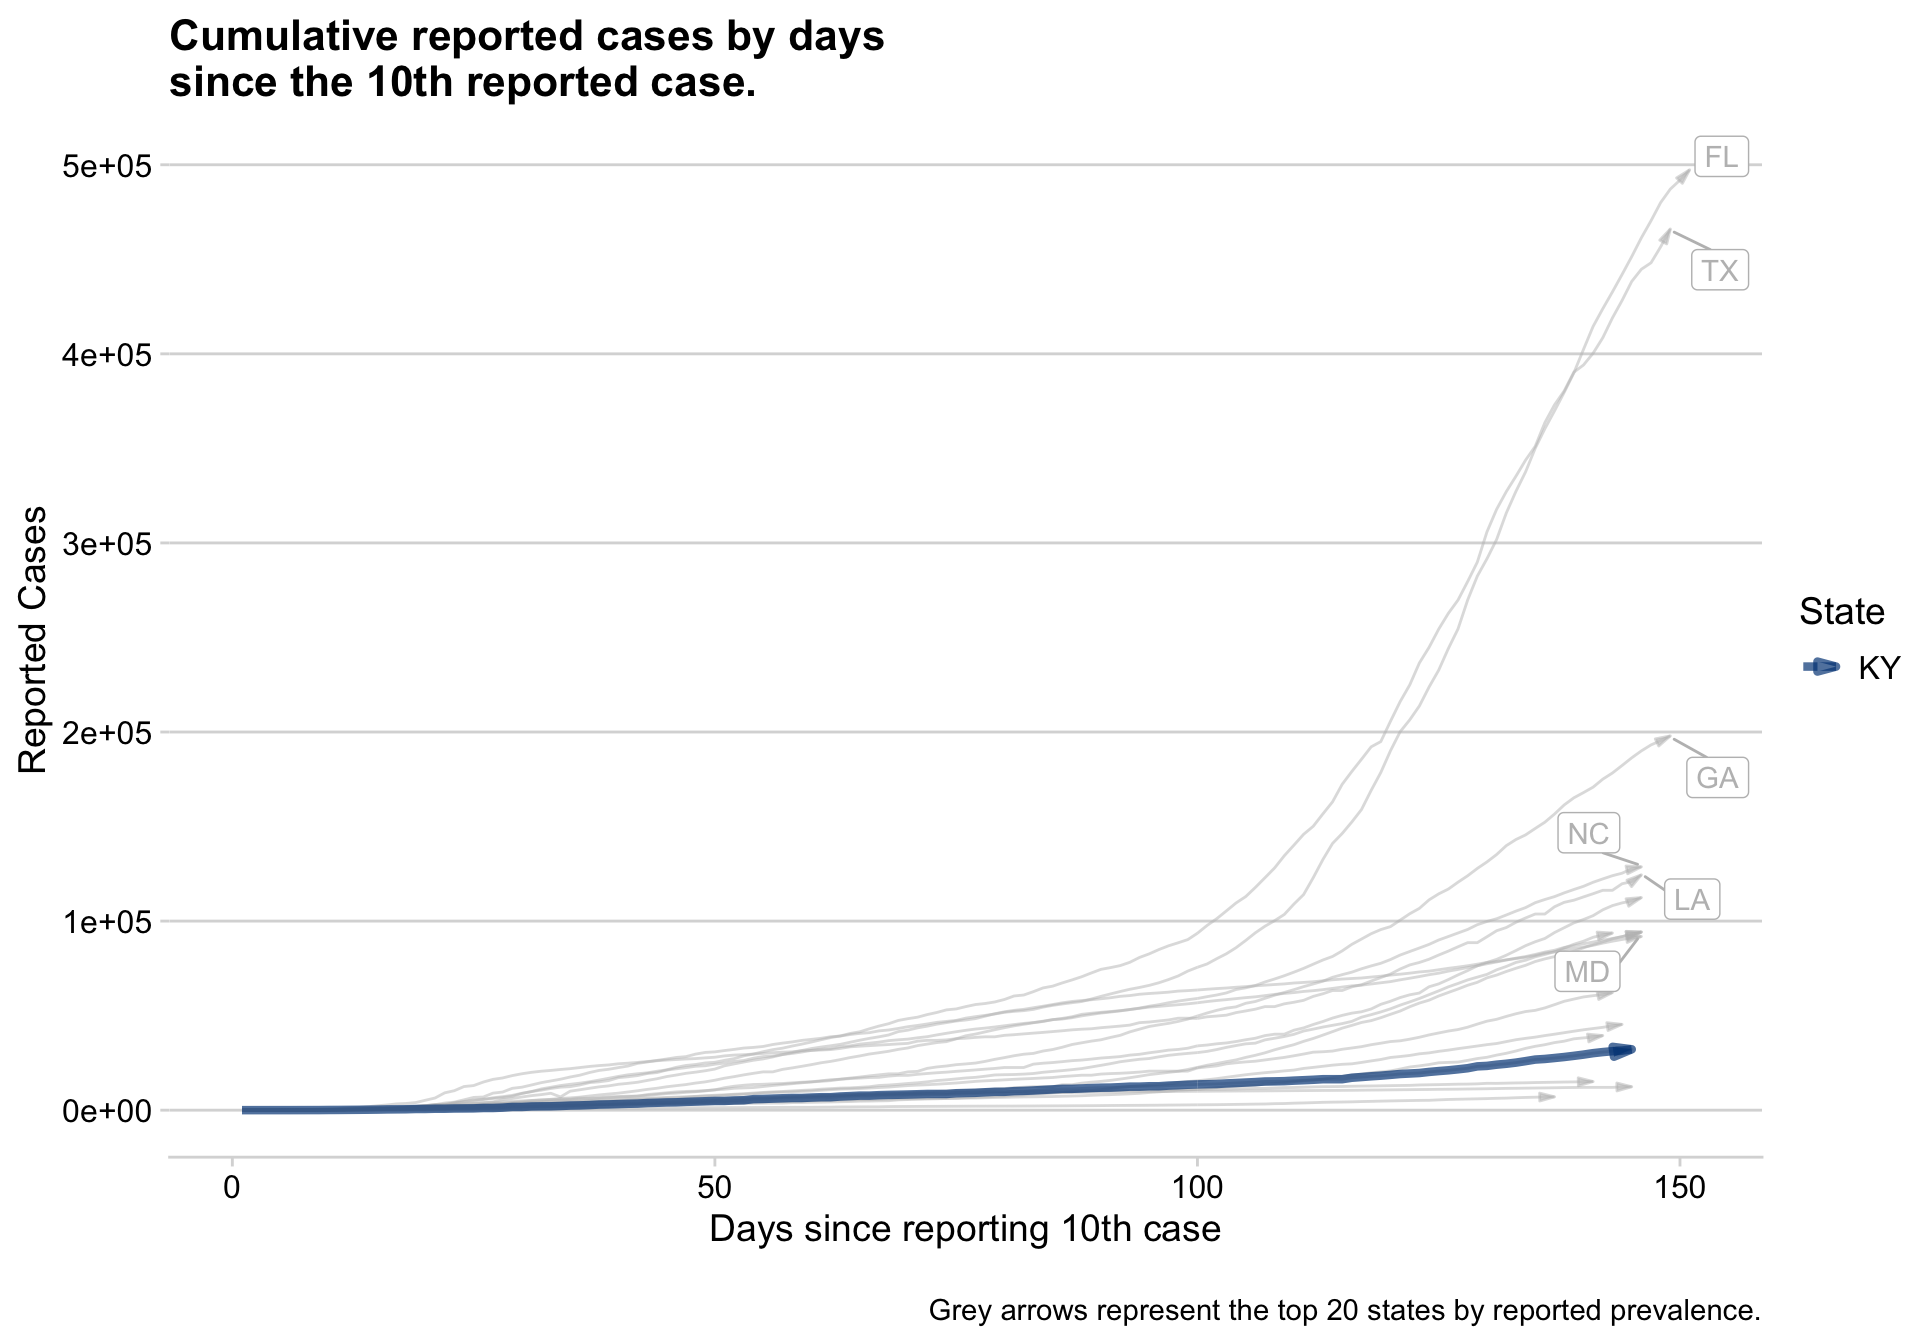 Cumulative reported cases by days
since the 10th reported case.
5e+05
4e+05
3e+05
2e+05
1e+05
0e+00
Reported Cases
FL
TX
GA
NC
LA
MD
State
KY
0 50 100 150
Days since reporting 10th case
Grey arrows represent the top 20 states by reported prevalence.